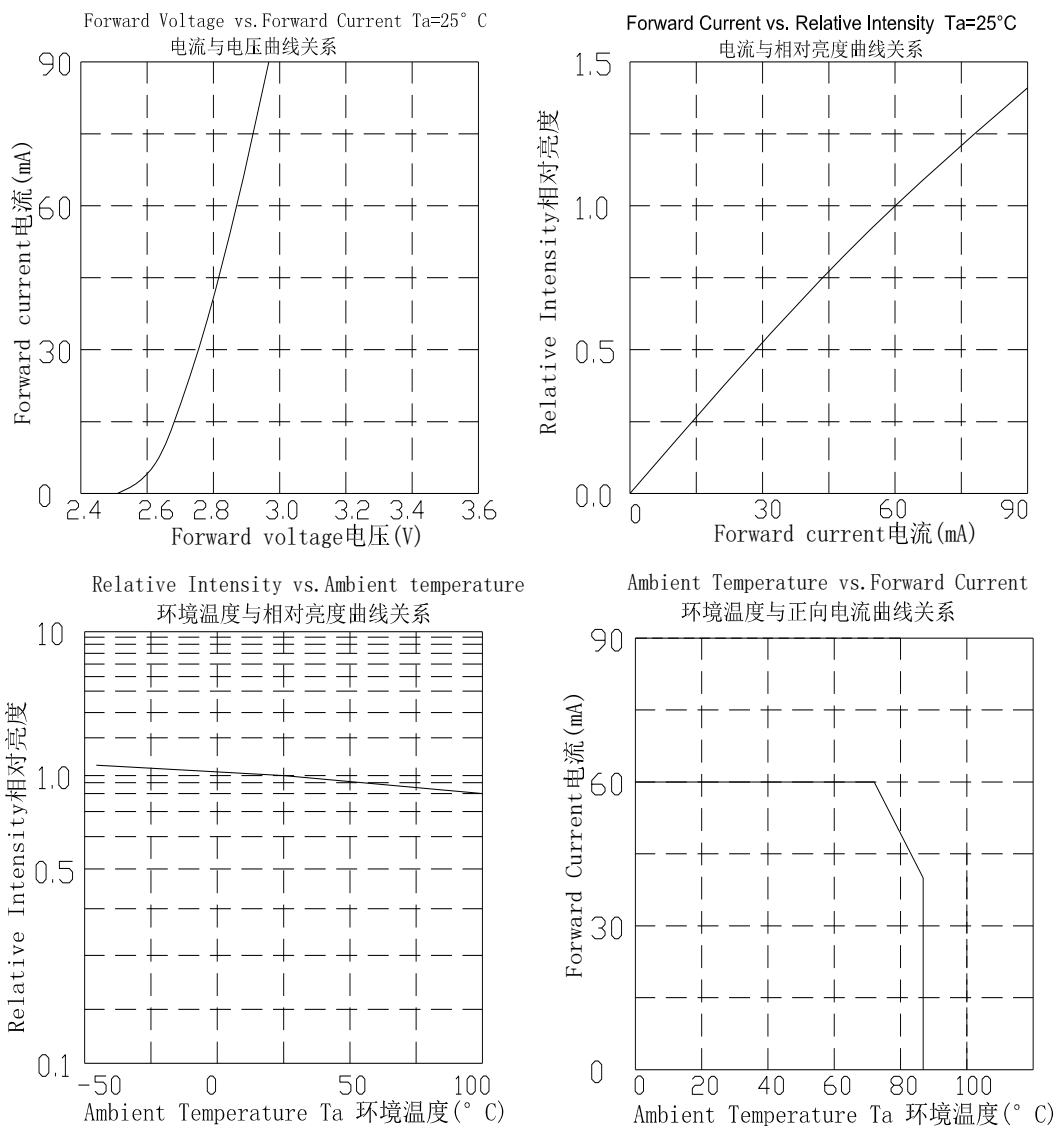 Forward Voltage vs.Forward Current Ta=25° C
电流与电压曲线关系
90
60
30
0
Forward current电流(mA)
2.4 2.6 2.8 3.0 3.2 3.4 3.6
Forward voltage电压(V)
Forward Current vs. Relative Intensity Ta=25°C
电流与相对亮度曲线关系
1.5
1.0
0.5
0.0
Relative Intensity相对亮度
0 30 60 90
Forward current电流(mA)
Relative Intensity vs.Ambient temperature
环境温度与相对亮度曲线关系
10
1.0
0.5
0.1
Relative Intensity相对亮度
-50 0 50 100
Ambient Temperature Ta 环境温度(° C)
Ambient Temperature vs.Forward Current
环境温度与正向电流曲线关系
90
60
30
0
Forward Current电流(mA)
0 20 40 60 80 100
Ambient Temperature Ta 环境温度(° C)